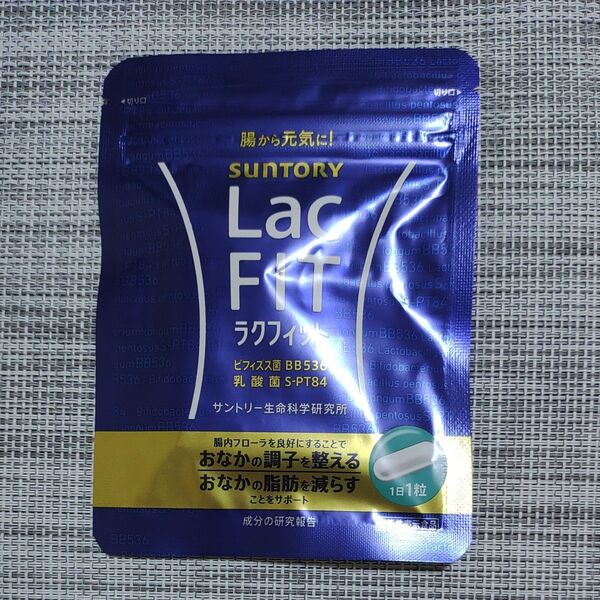 切り口
切り口
腸から元気に!
SUNTORY
Lac
FIT
ラクフィット
ビフィズス菌 BB536
乳酸菌 S-PT84
サントリー生命科学研究所
腸内フローラを良好にすることで
おなかの調子を整える
おなかの脂肪を減らす
ことをサポート
1日1粒
成分の研究報告